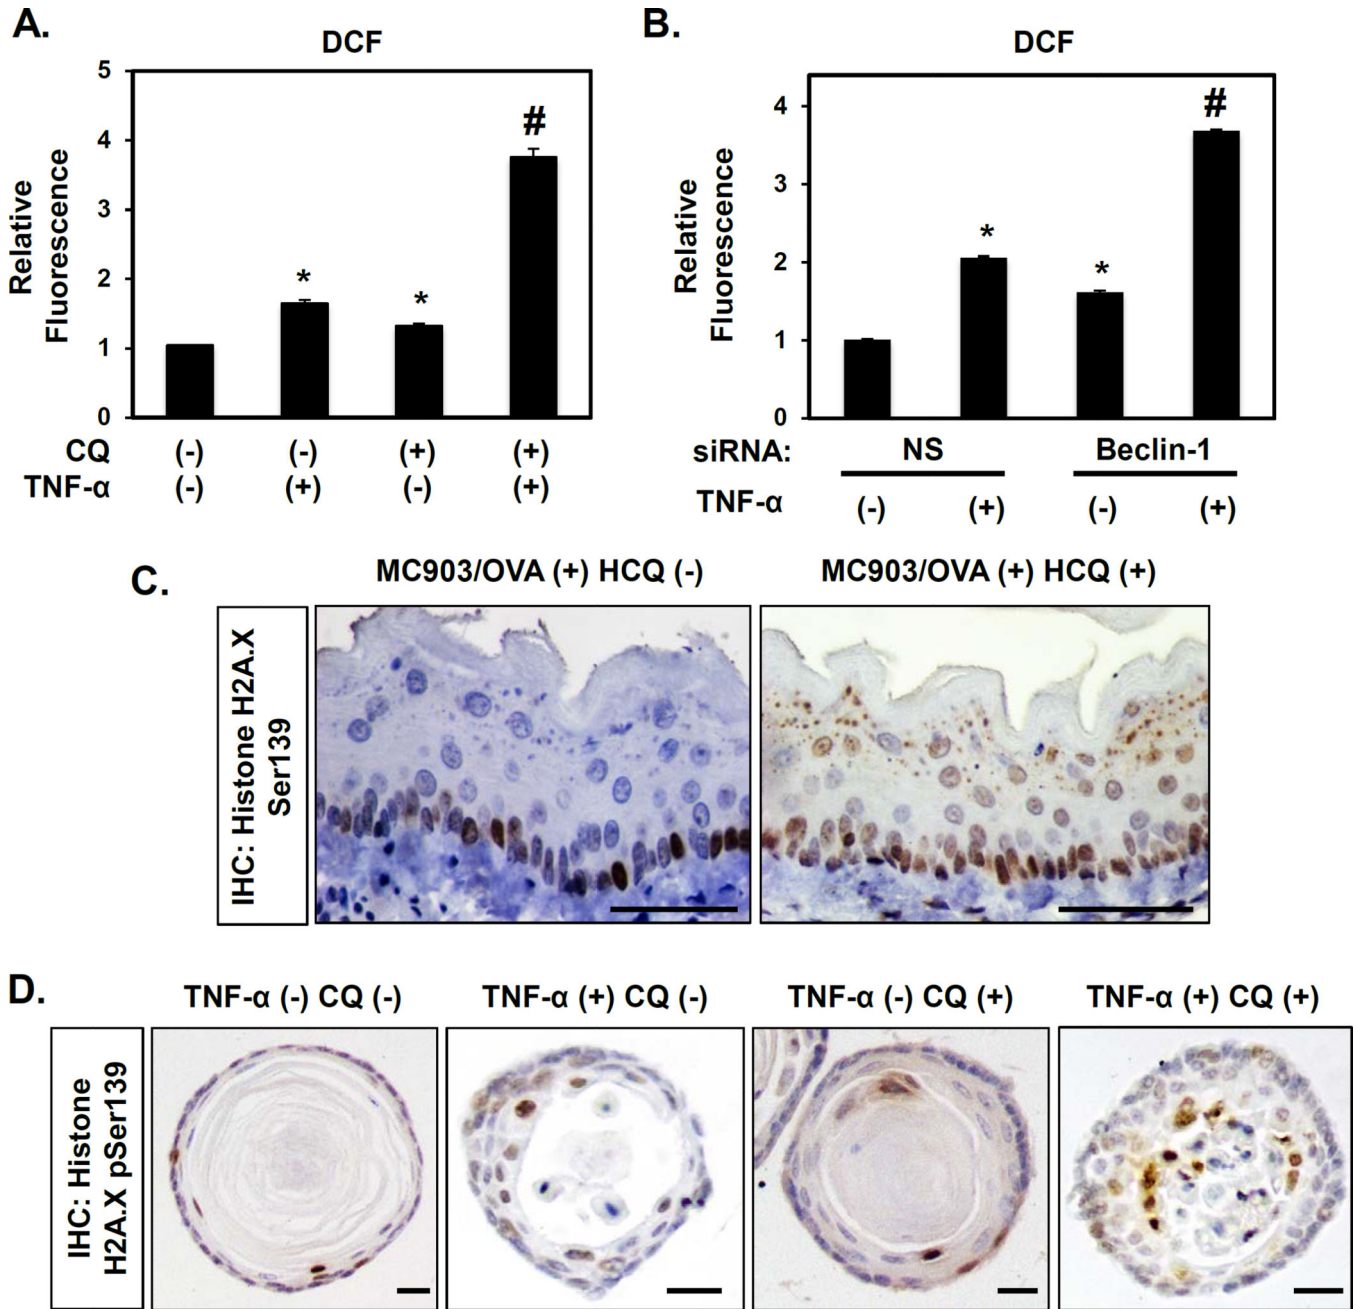 A.
DCF
5
4
3
2
1
0
Relative
Fluorescence
*
*
#
CQ (-) (-) (+) (+)
TNF-α (-) (+) (-) (+)
B.
DCF
4
3
2
1
0
Relative
Fluorescence
*
*
#
siRNA: NS Beclin-1
TNF-α (-) (+) (-) (+)
C.
MC903/OVA (+) HCQ (-)
MC903/OVA (+) HCQ (+)
IHC: Histone H2A.X
Ser139
D.
TNF-α (-) CQ (-)
TNF-α (+) CQ (-)
TNF-α (-) CQ (+)
TNF-α (+) CQ (+)
IHC: Histone
H2A.X pSer139